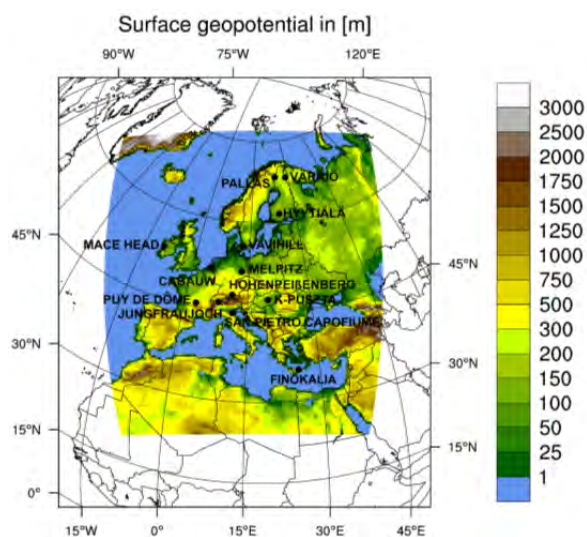 Surface geopotential in [m]
90°W 75°W 120°E
3000
2500
2000
1750
1500
1250
1000
750
500
300
200
150
100
50
25
1
PALLAS
VÄRRIÖ
HYYTIÄLÄ
45°N
MACE HEAD
VAVIHILL
45°N
CABAUW
MELPITZ
HOHENPEIßENBERG
PUY DE DÔME
K-PUSZTA
JUNGFRAUJOCH
SAN PIETRO CAPOFIUME
30°N
30°N
FINOKALIA
15°N
15°N
0°
15°W 0°E 15°E 30°E 45°E